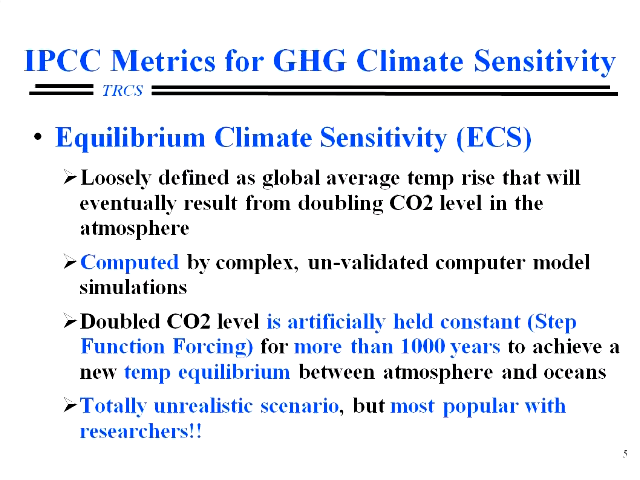 IPCC Metrics for GHG Climate Sensitivity
TRCS
• Equilibrium Climate Sensitivity (ECS)
➢Loosely defined as global average temp rise that will
eventually result from doubling CO2 level in the
atmosphere
➢Computed by complex, un-validated computer model
simulations
➢Doubled CO2 level is artificially held constant (Step
Function Forcing) for more than 1000 years to achieve a
new temp equilibrium between atmosphere and oceans
➢Totally unrealistic scenario, but most popular with
researchers!!
5